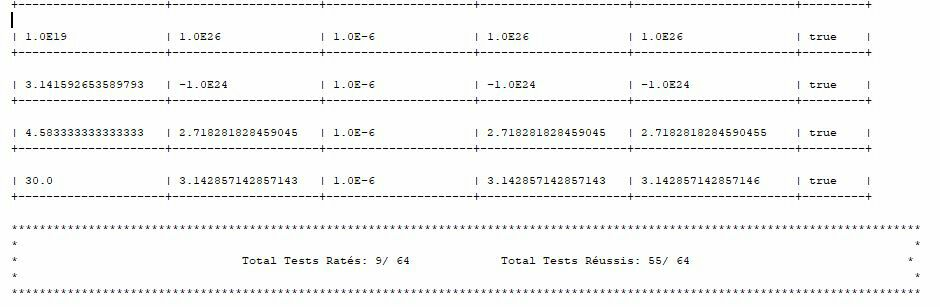 +---------------------+---------------------+---------------------+---------------------+----------------------+---------+
| 1.0E19 | 1.0E26 | 1.0E-6 | 1.0E26 | 1.0E26 | true |
+---------------------+---------------------+---------------------+---------------------+----------------------+---------+
| 3.141592653589793 | -1.0E24 | 1.0E-6 | -1.0E24 | -1.0E24 | true |
+---------------------+---------------------+---------------------+---------------------+----------------------+---------+
| 4.583333333333333 | 2.718281828459045 | 1.0E-6 | 2.718281828459045 | 2.7182818284590455 | true |
+---------------------+---------------------+---------------------+---------------------+----------------------+---------+
| 30.0 | 3.142857142857143 | 1.0E-6 | 3.142857142857143 | 3.142857142857146 | true |
+---------------------+---------------------+---------------------+---------------------+----------------------+---------+
**********************************************************************************************************************************
* *
* Total Tests Ratés: 9/ 64 Total Tests Réussis: 55/ 64 *
* *
**********************************************************************************************************************************